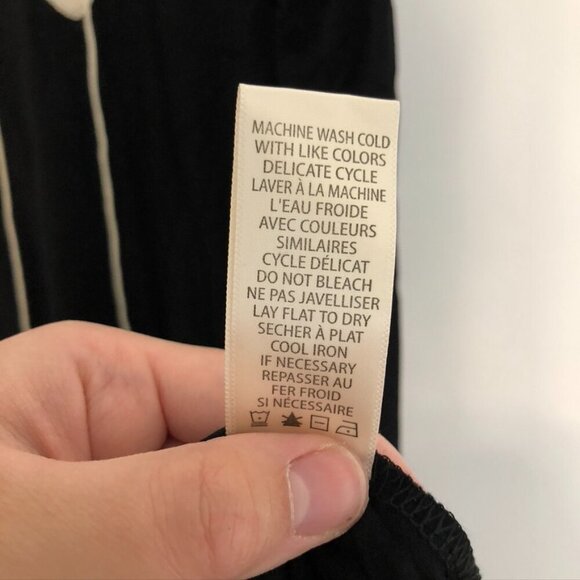 MACHINE WASH COLD
WITH LIKE COLORS
DELICATE CYCLE
LAVER À LA MACHINE
L'EAU FROIDE
AVEC COULEURS
SIMILAIRES
CYCLE DÉLICAT
DO NOT BLEACH
NE PAS JAVELLISER
LAY FLAT TO DRY
SECHER À PLAT
COOL IRON
IF NECESSARY
REPASSER AU
FER FROID
SI NÉCESSAIRE